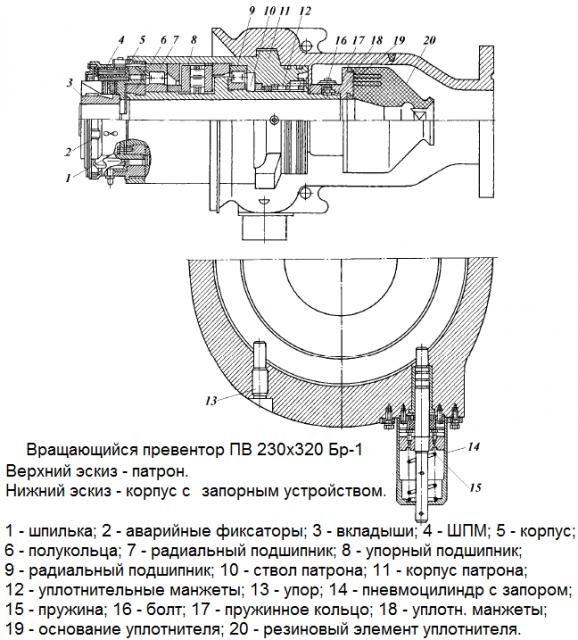 4 5 6 7 8 9 10 11 12 16 17 18 19 20
3
2
1
13
14
15
Вращающийся превентор ПВ 230х320 Бр-1
Верхний эскиз - патрон.
Нижний эскиз - корпус с запорным устройством.
1 - шпилька; 2 - аварийные фиксаторы; 3 - вкладыши; 4 - ШПМ; 5 - корпус;
6 - полукольца; 7 - радиальный подшипник; 8 - упорный подшипник;
9 - радиальный подшипник; 10 - ствол патрона; 11 - корпус патрона;
12 - уплотнительные манжеты; 13 - упор; 14 - пневмоцилиндр с запором;
15 - пружина; 16 - болт; 17 - пружинное кольцо; 18 - уплотн. манжеты;
19 - основание уплотнителя; 20 - резиновый элемент уплотнителя.